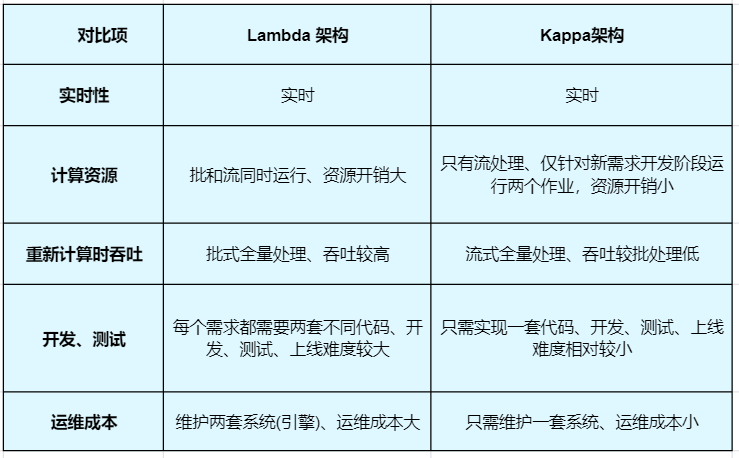 对比项
Lambda 架构
Kappa架构
实时性
实时
实时
计算资源
批和流同时运行、资源开销大
只有流处理、仅针对新需求开发阶段运
行两个作业，资源开销小
重新计算时吞吐
批式全量处理、吞吐较高
流式全量处理、吞吐较批处理低
开发、测试
每个需求都需要两套不同代码、开
发、测试、上线难度较大
只需实现一套代码、开发、测试、上线
难度相对较小
运维成本
维护两套系统(引擎)、运维成本大
只需维护一套系统、运维成本小